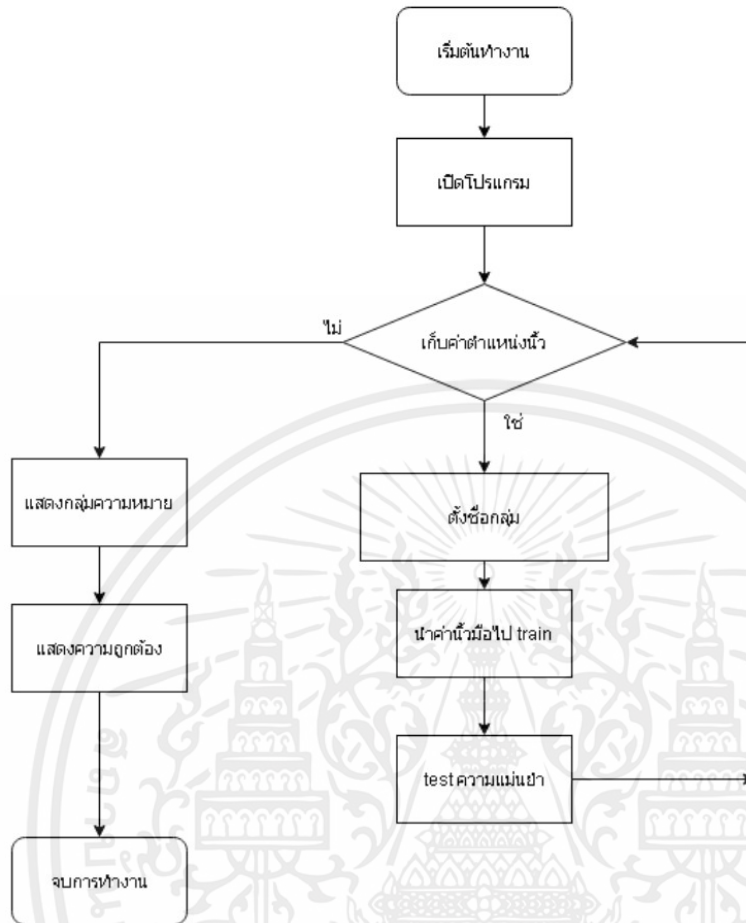 เริ่มต้นทำงาน
เปิดโปรแกรม
เก็บค่าตำแหน่งนิ้ว
ไม่
ใช่
แสดงกลุ่มความหมาย
ตั้งชื่อกลุ่ม
แสดงความถูกต้อง
นำค่านิ้วมือไป train
test ความแม่นยำ
จบการทำงาน